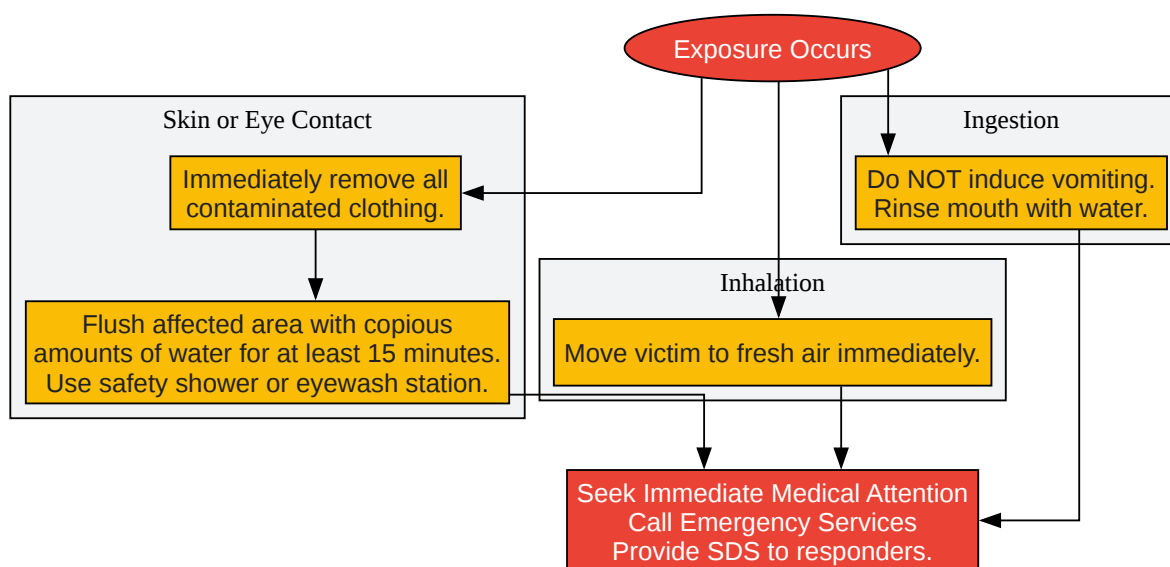 Exposure Occurs
Skin or Eye Contact
Immediately remove all
contaminated clothing.
Flush affected area with copious
amounts of water for at least 15 minutes.
Use safety shower or eyewash station.
Inhalation
Move victim to fresh air immediately.
Ingestion
Do NOT induce vomiting.
Rinse mouth with water.
Seek Immediate Medical Attention
Call Emergency Services
Provide SDS to responders.